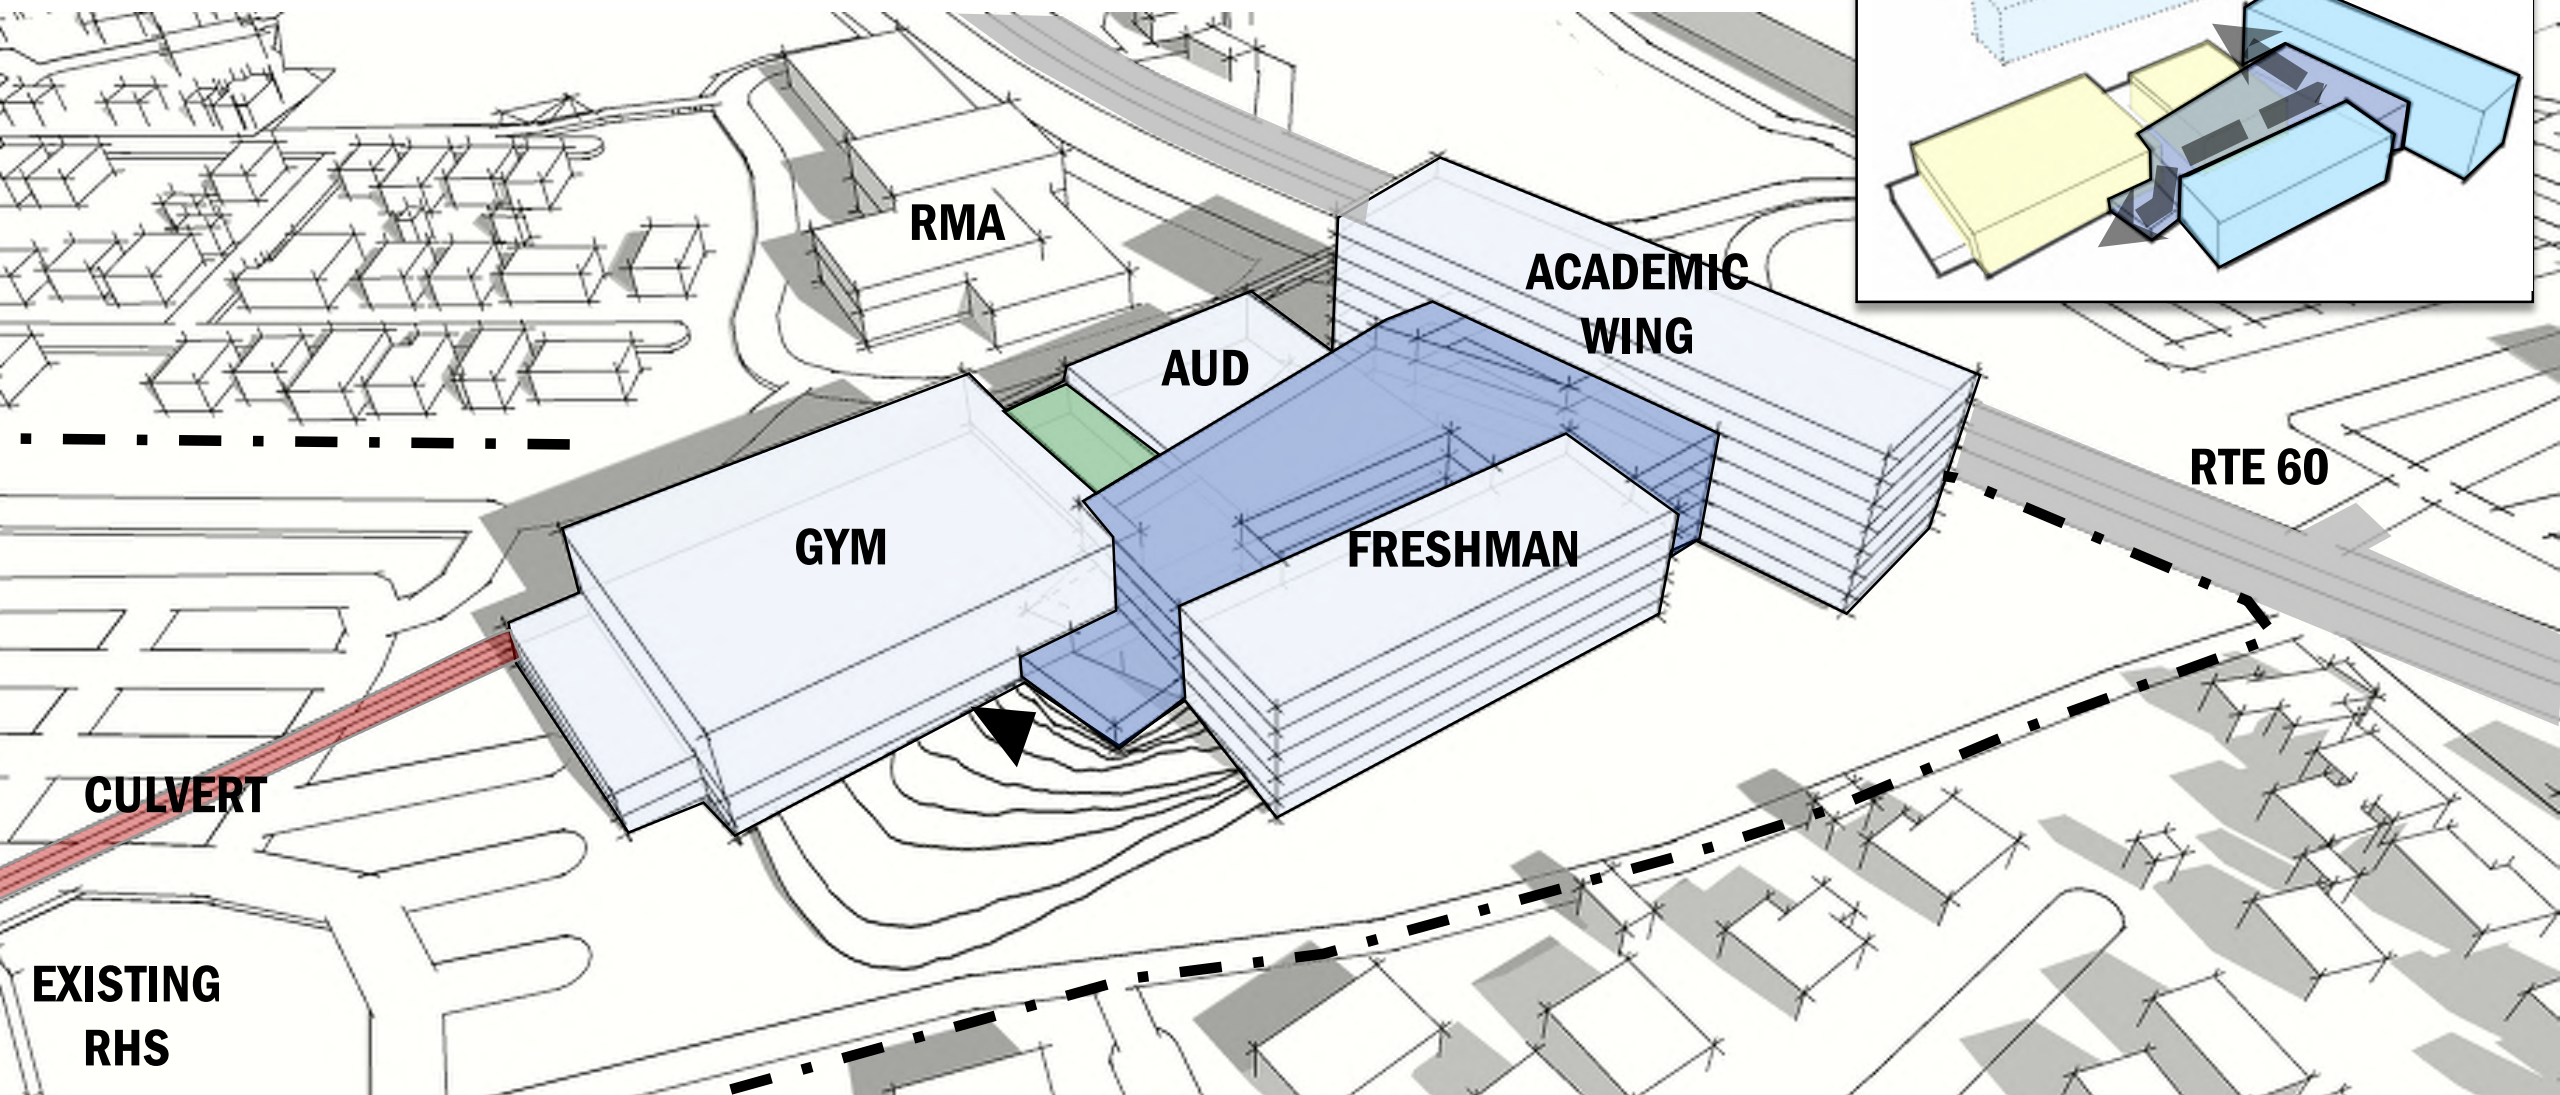 RMA
ACADEMIC
WING
AUD
RTE 60
GYM
FRESHMAN
CULVERT
EXISTING
RHS